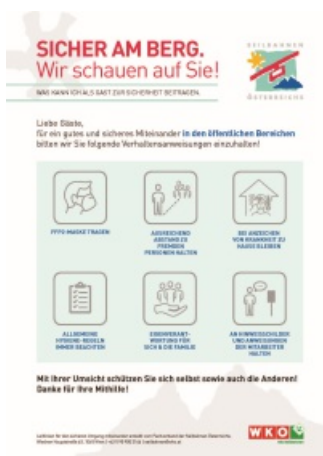 SICHER AM BERG.
Wir schauen auf Sie!
WAS KANN ICH ALS GAST ZUR SICHERHEIT BEITRAGEN.
SEILBAHNEN
ÖSTERREICHS
Liebe Gäste,
für ein gutes und sicheres Miteinander in den öffentlichen Bereichen
bitten wir Sie folgende Verhaltensanweisungen einzuhalten!
FFP2-MASKE TRAGEN
AUSREICHEND
ABSTAND ZU
FREMDEN
PERSONEN HALTEN
BEI ANZEICHEN
VON KRANKHEIT ZU
HAUSE BLEIBEN
ALLGEMEINE
HYGIENE-REGELN
IMMER BEACHTEN
EIGENVERANT-
WORTUNG FÜR
SICH & DIE FAMILIE
AN HINWEISSCHILDER
UND ANWEISUNGEN
DER MITARBEITER
HALTEN
Mit Ihrer Umsicht schützen Sie sich selbst sowie auch die Anderen!
Danke für Ihre Mithilfe!
WKO